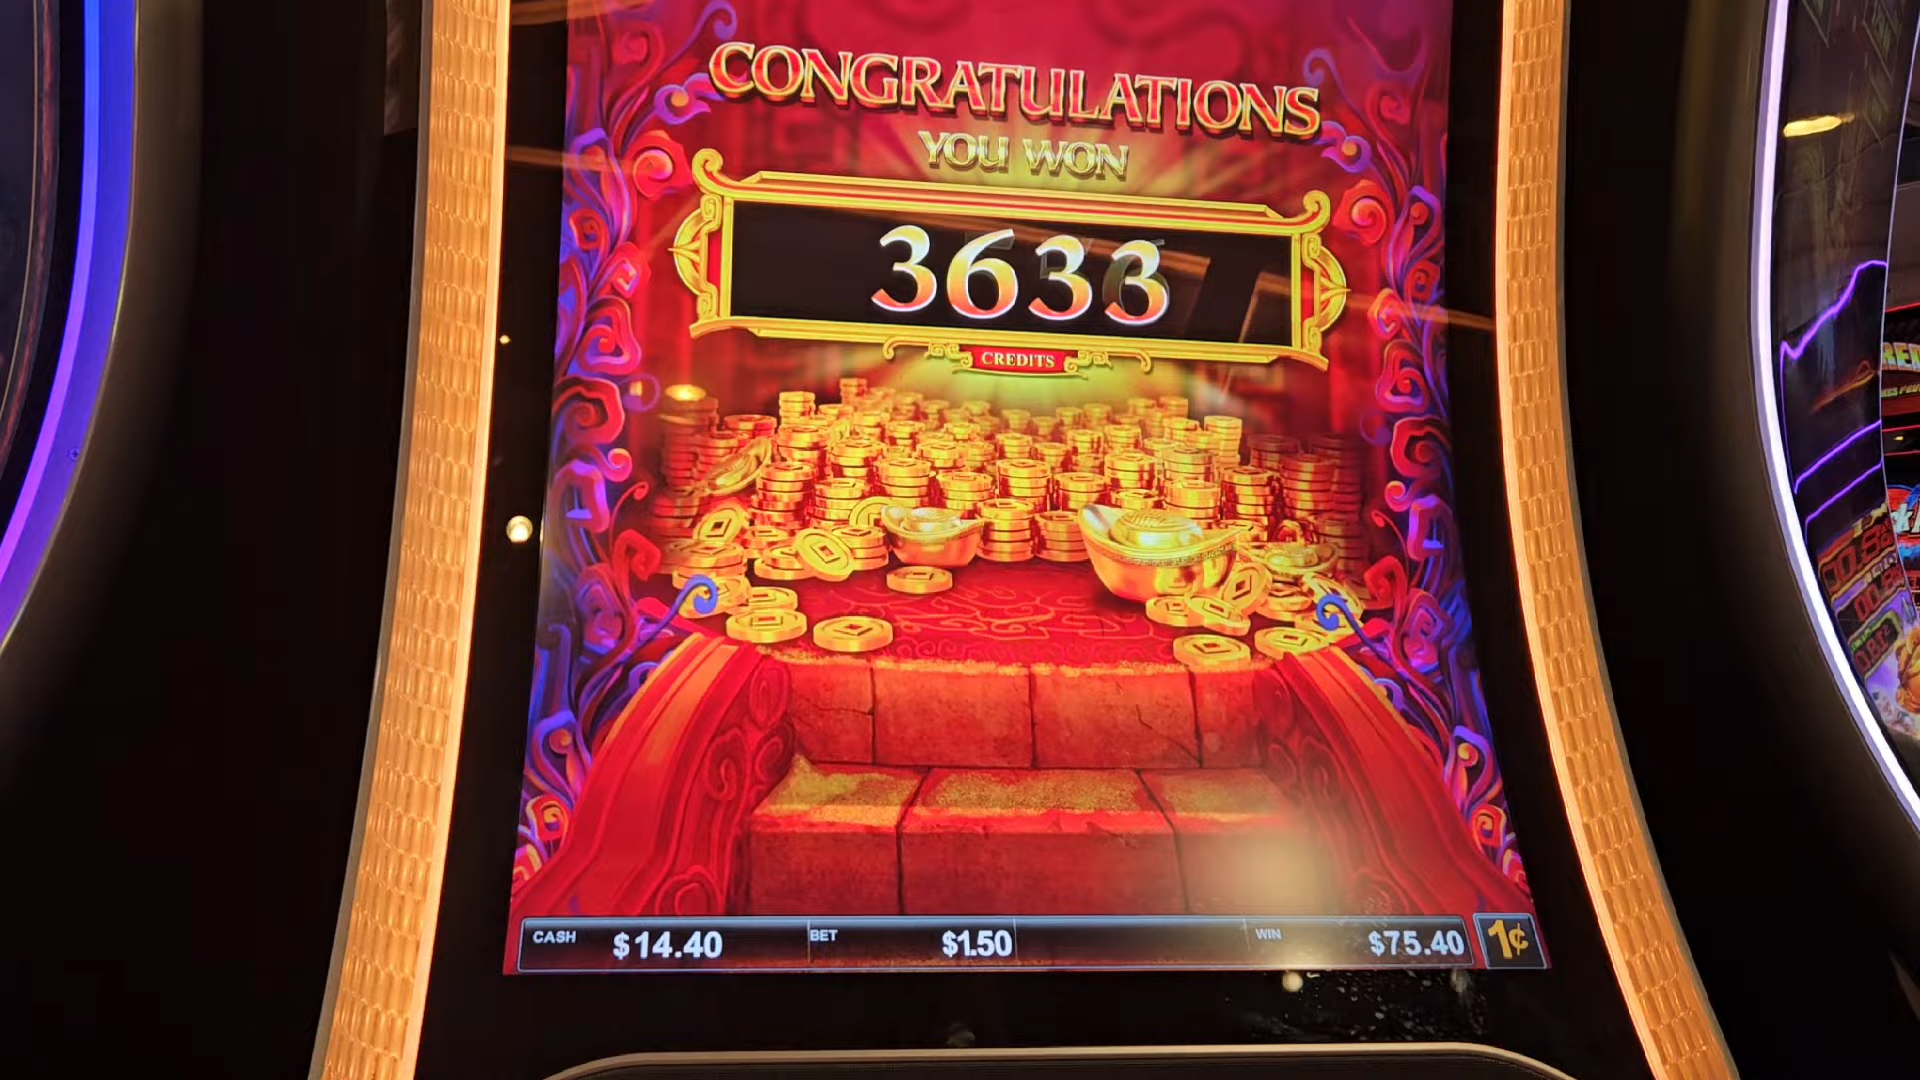 CONGRATULATIONS
YOU WON
3633
CREDITS
CASH $14.40 BET $1.50 WIN $75.40 1¢